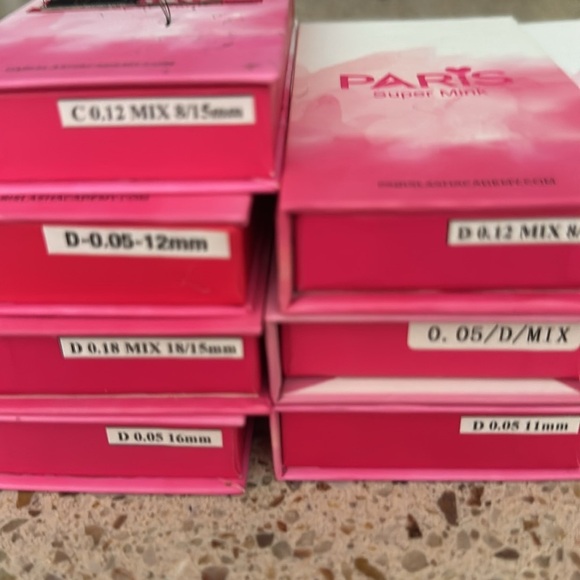 C 0.12 MIX 8/15mm
D-0.05-12mm
D 0.18 MIX 18/15mm
D 0.05 16mm
PARIS
Super Mink
D 0.12 MIX 8/
0. 05/D/MIX
D 0.05 11mm